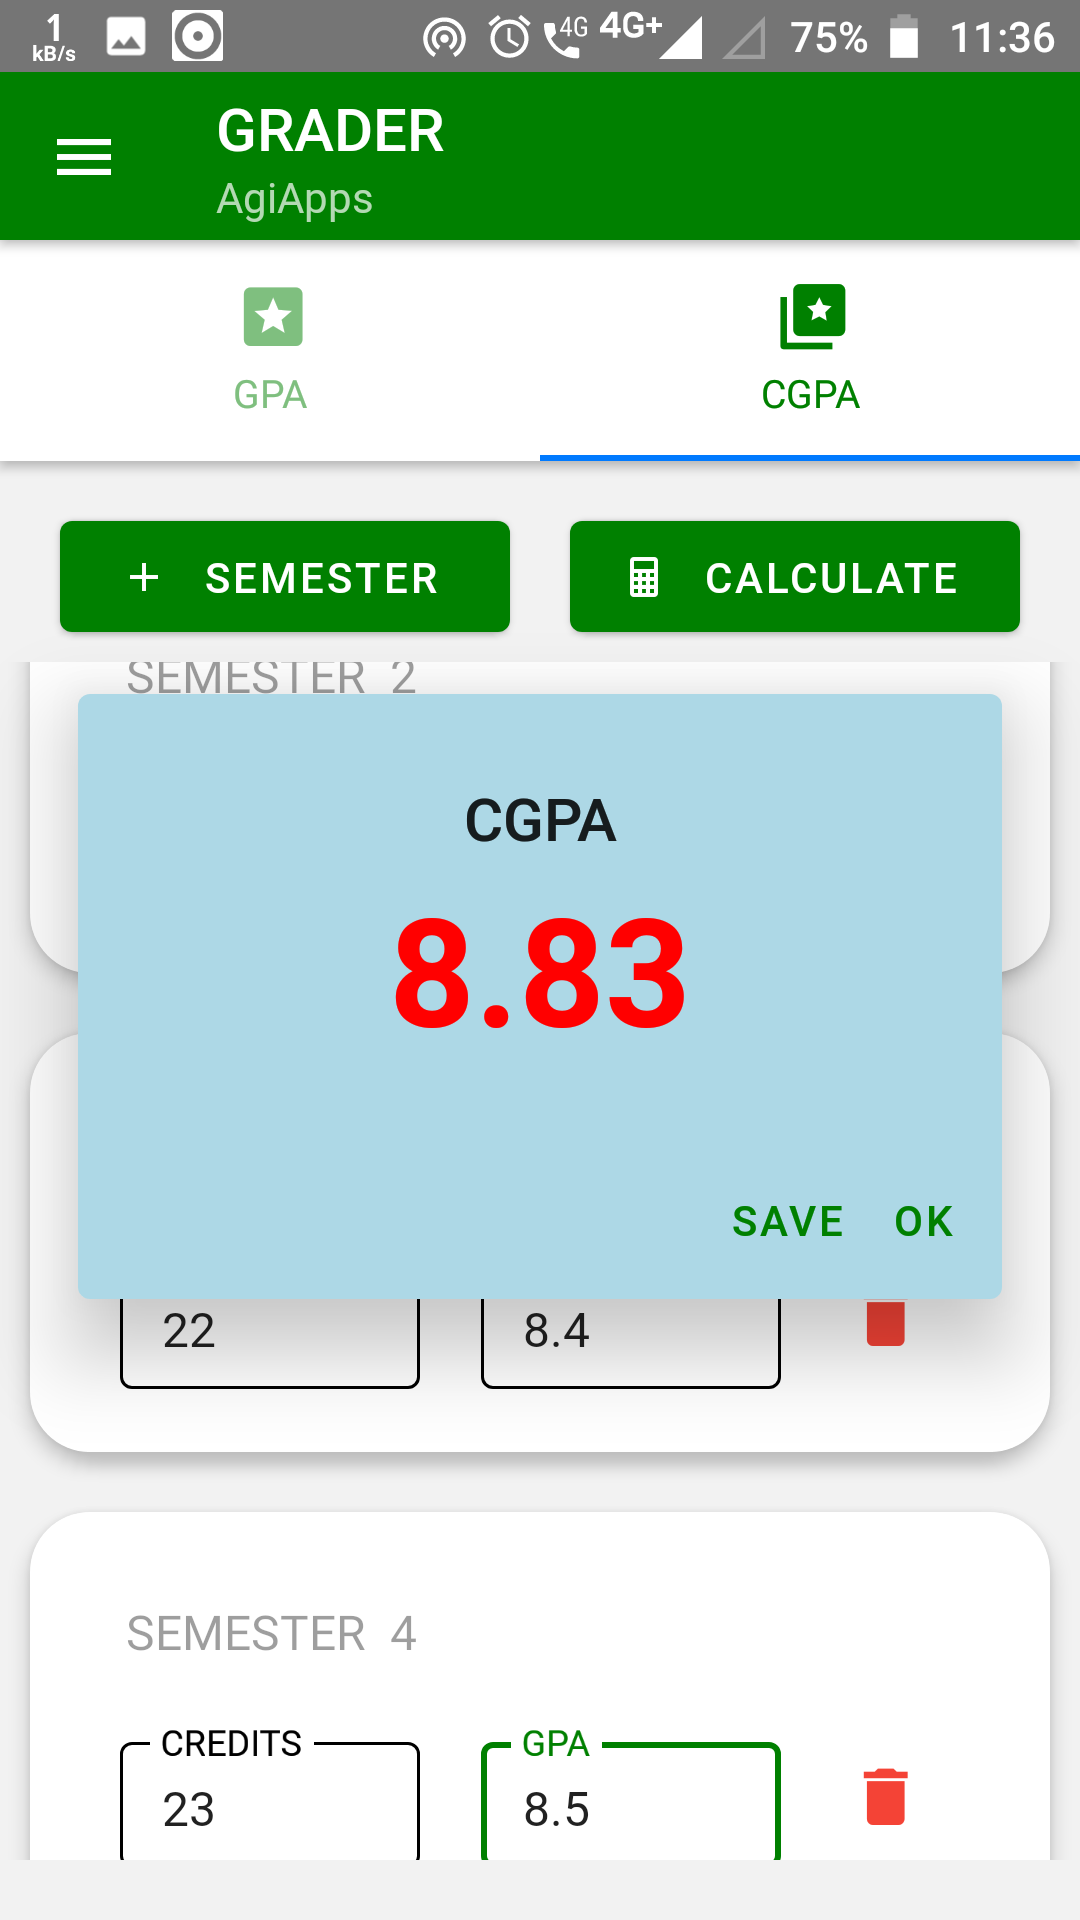 1
kB/s
4G
4G+
75%
11:36
GRADER
AgiApps
GPA
CGPA
SEMESTER
CALCULATE
SEMESTER 2
CGPA
8.83
SAVE OK
22
8.4
SEMESTER 4
CREDITS
GPA
23
8.5